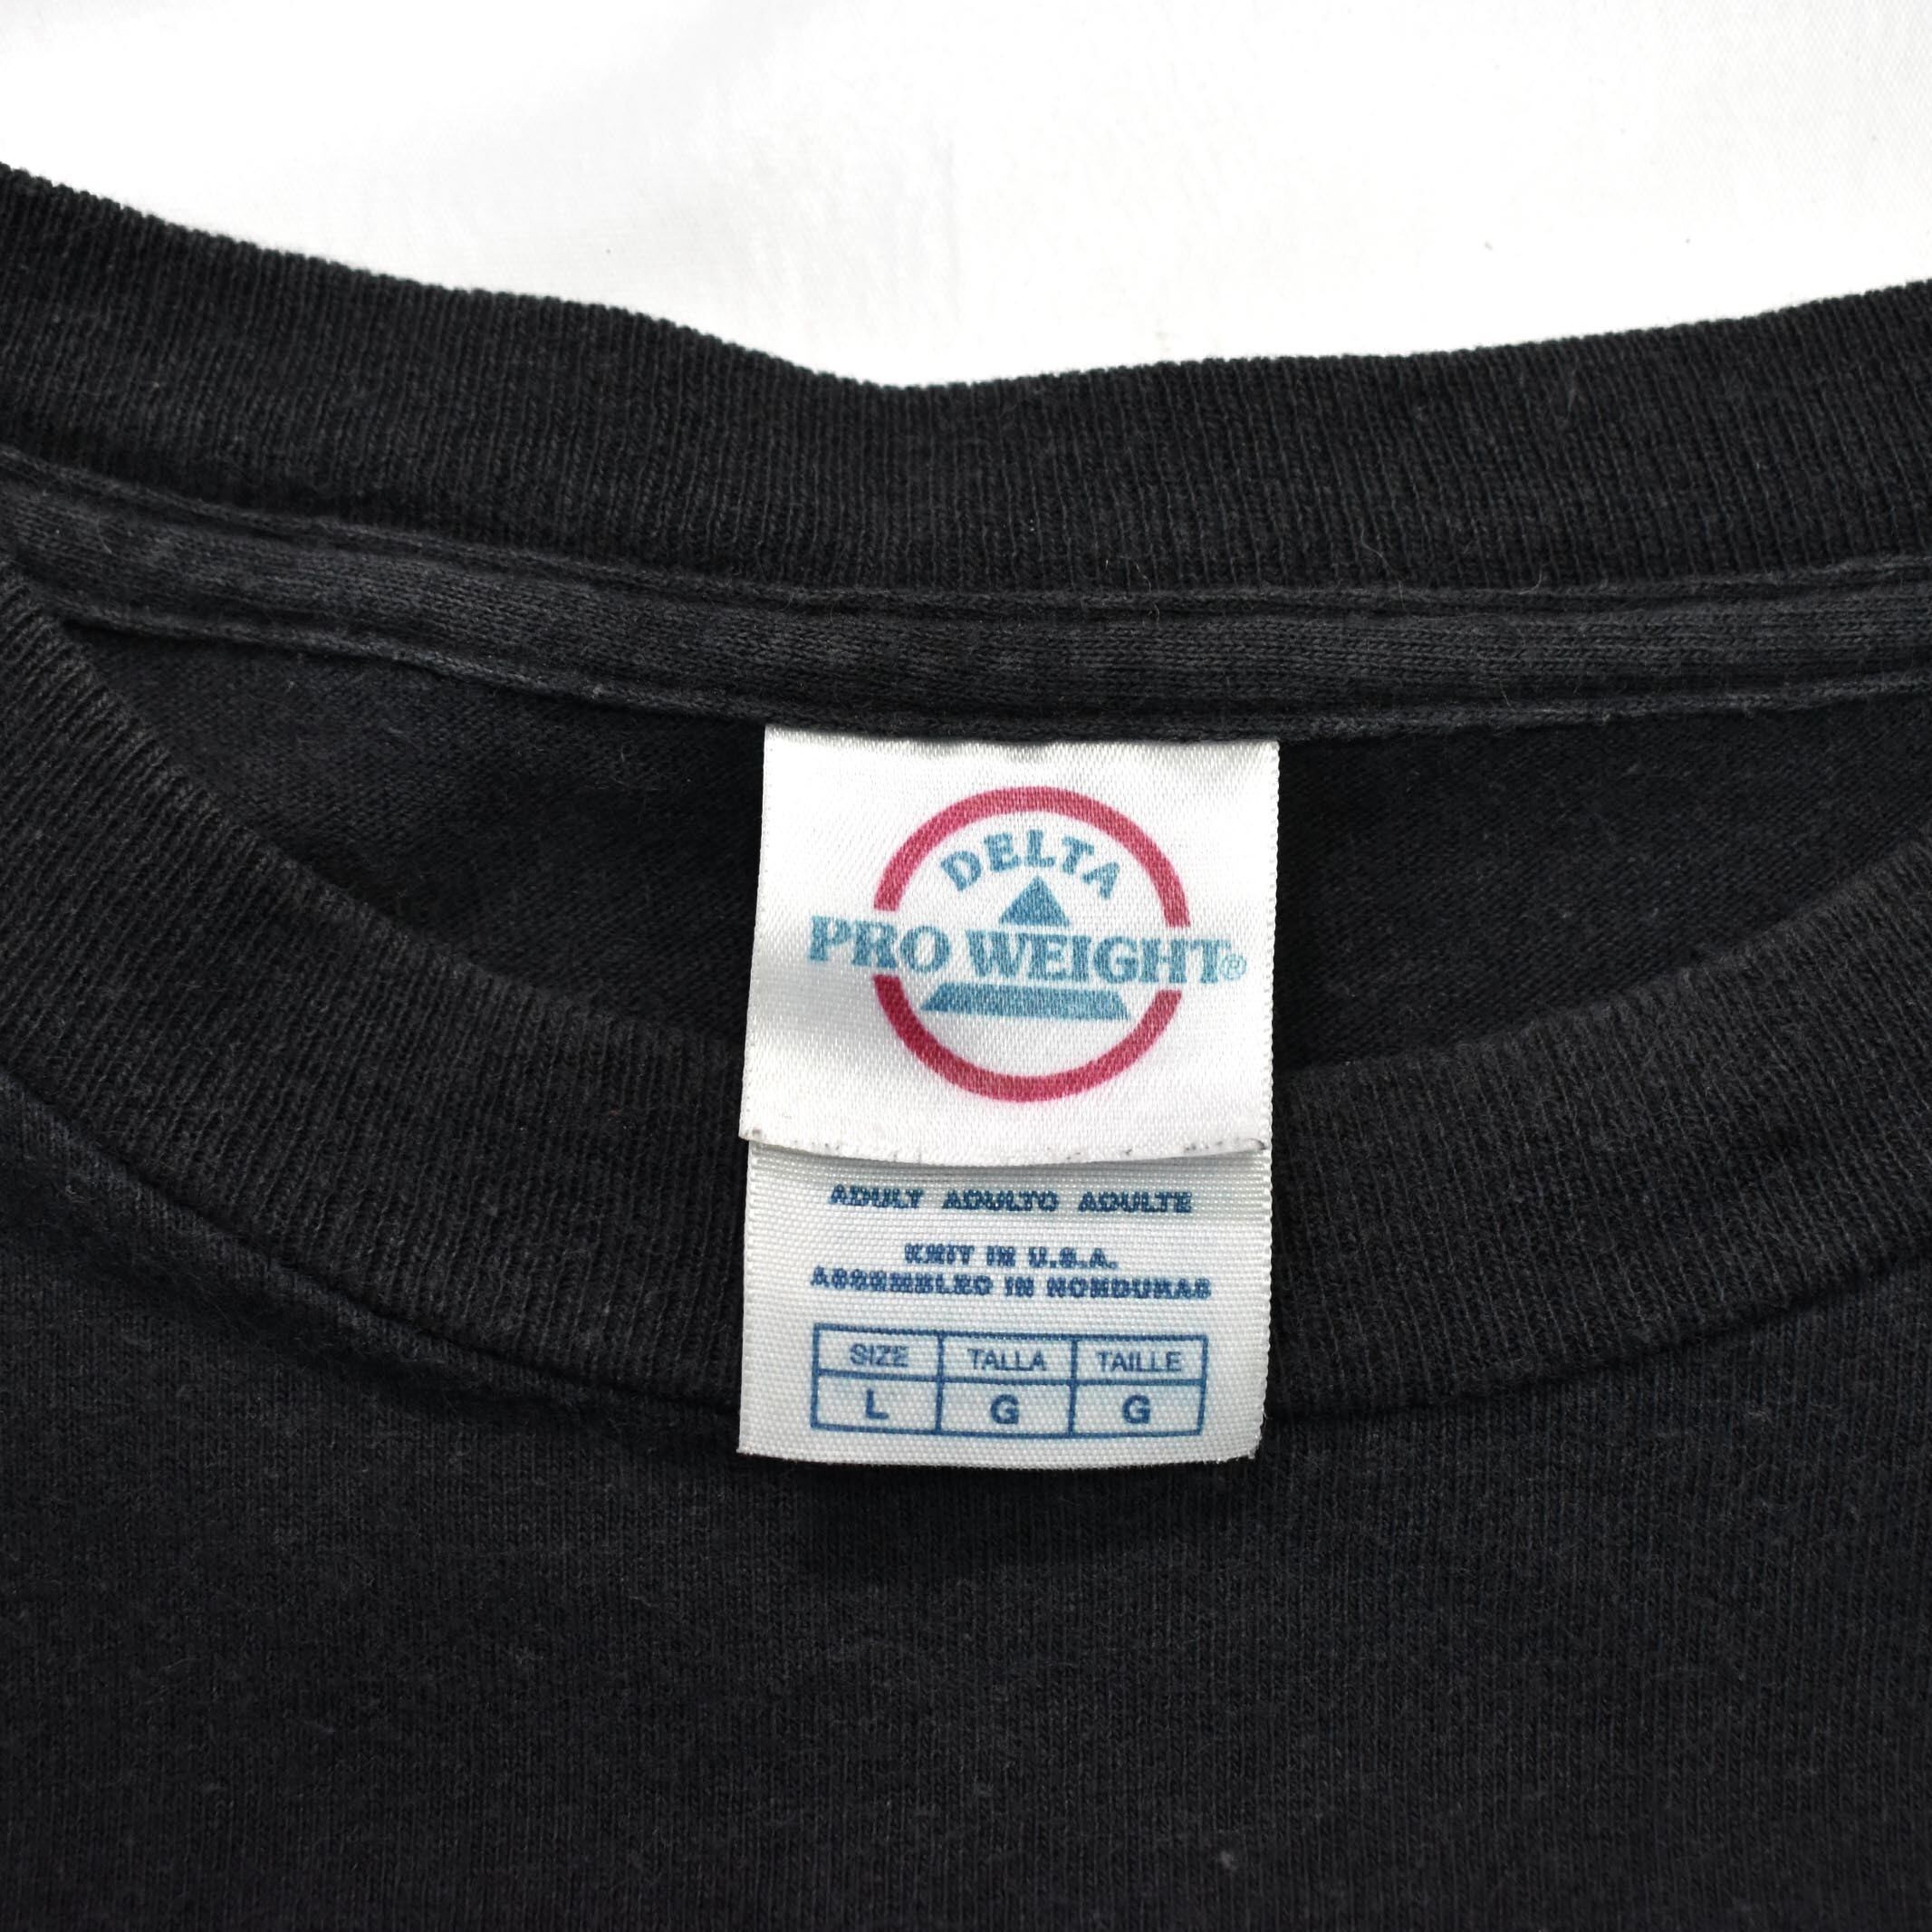 DELTA
PRO WEIGHT®
ADULT ADULTO ADULTE
KNIT IN U.S.A.
ASSEMBLED IN HONDURAS
SIZE TALLA TAILLE
L G G